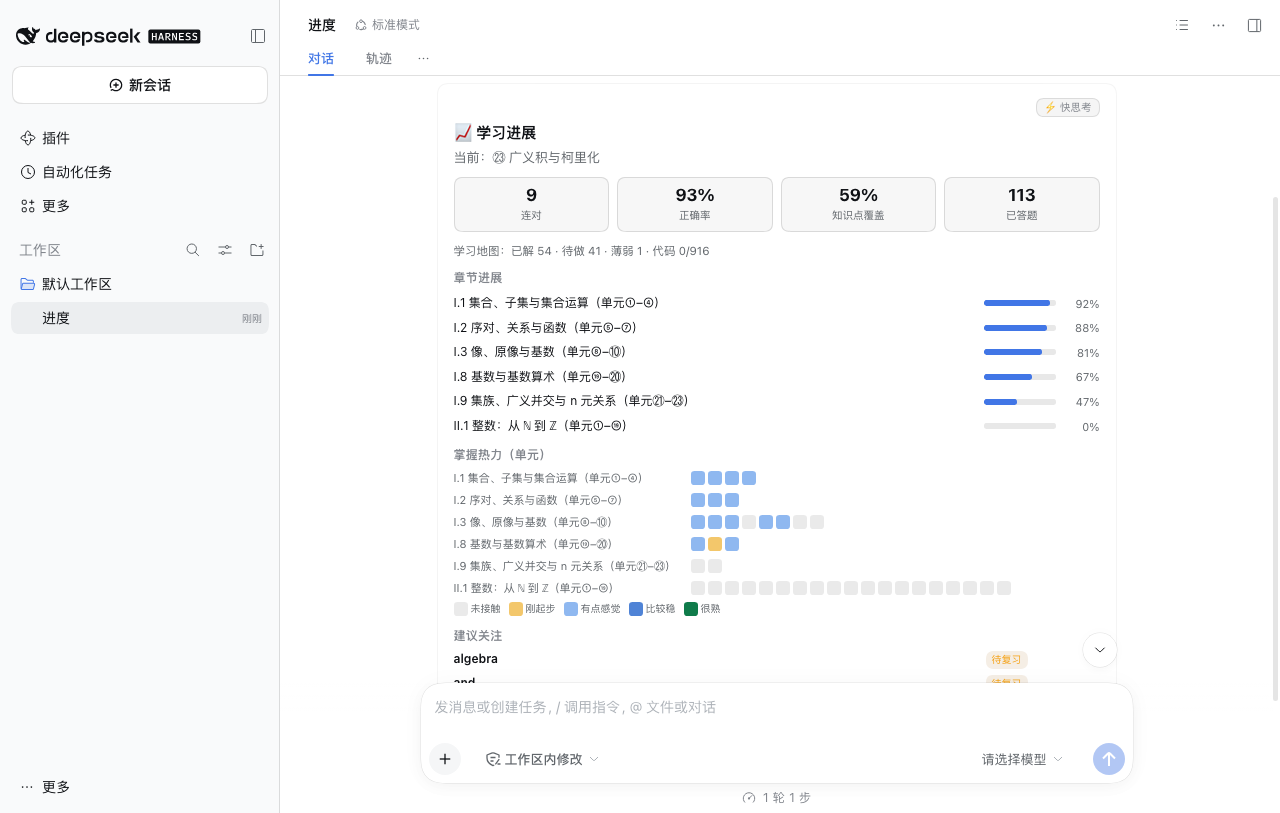 deepseek HARNESS
新会话
插件
自动化任务
更多
工作区
默认工作区
进度
刚刚
更多
进度
标准模式
对话
轨迹
快思考
学习进展
当前：㉓ 广义积与柯里化
9
连对
93%
正确率
59%
知识点覆盖
113
已答题
学习地图：已解 54 · 待做 41 · 薄弱 1 · 代码 0/916
章节进展
I.1 集合、子集与集合运算（单元①–④） 92%
I.2 序对、关系与函数（单元⑤–⑦） 88%
I.3 像、原像与基数（单元⑧–⑩） 81%
I.8 基数与基数算术（单元⑲–⑳） 67%
I.9 集族、广义并交与 n 元关系（单元㉑–㉓） 47%
II.1 整数：从 ℕ 到 ℤ（单元①–⑲） 0%
掌握热力（单元）
I.1 集合、子集与集合运算（单元①–④）
I.2 序对、关系与函数（单元⑤–⑦）
I.3 像、原像与基数（单元⑧–⑩）
I.8 基数与基数算术（单元⑲–⑳）
I.9 集族、广义并交与 n 元关系（单元㉑–㉓）
II.1 整数：从 ℕ 到 ℤ（单元①–⑲）
未接触 刚起步 有点感觉 比较稳 很熟
建议关注
algebra 待复习
and 待复习
发消息或创建任务, / 调用指令, @ 文件或对话
工作区内修改
请选择模型
1 轮 1 步